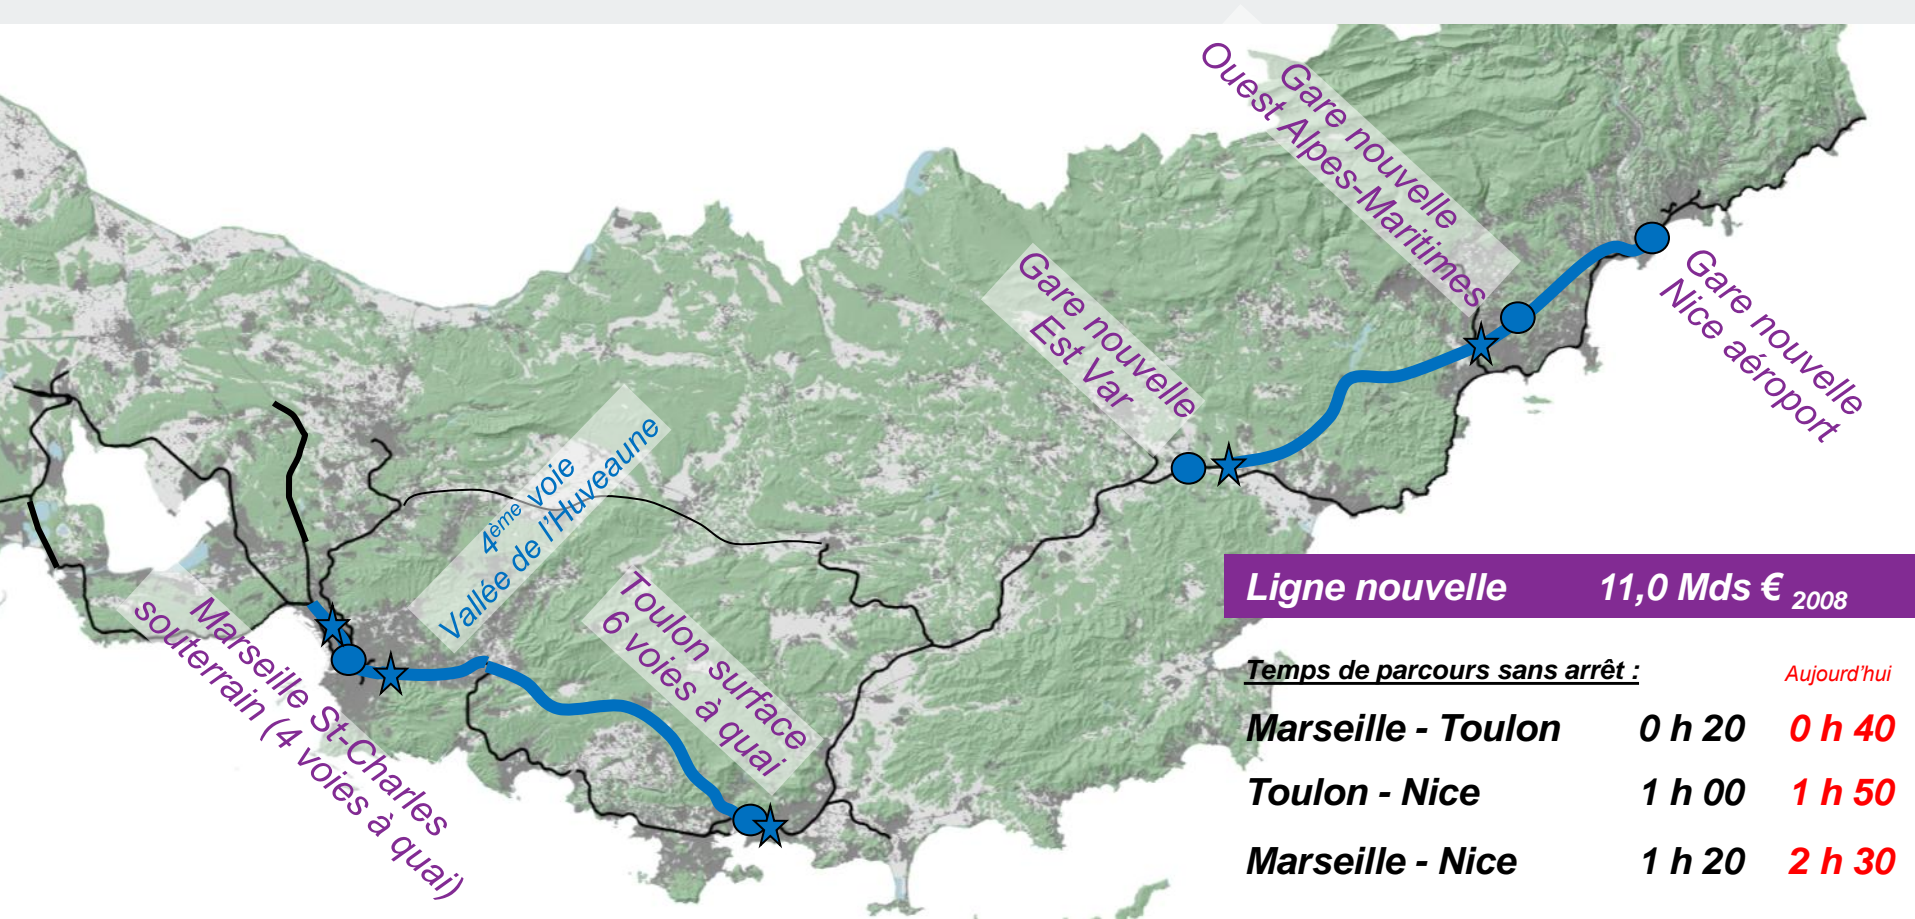 Gare nouvelle
Ouest Alpes-Maritimes
Gare nouvelle
Est Var
Gare nouvelle
Nice aéroport
4ème voie
Vallée de l'Huveaune
Toulon surface
6 voies à quai
Marseille St-Charles
souterrain (4 voies à quai)
Ligne nouvelle 11,0 Mds € 2008
Temps de parcours sans arrêt : Aujourd'hui
Marseille - Toulon 0 h 20 0 h 40
Toulon - Nice 1 h 00 1 h 50
Marseille - Nice 1 h 20 2 h 30